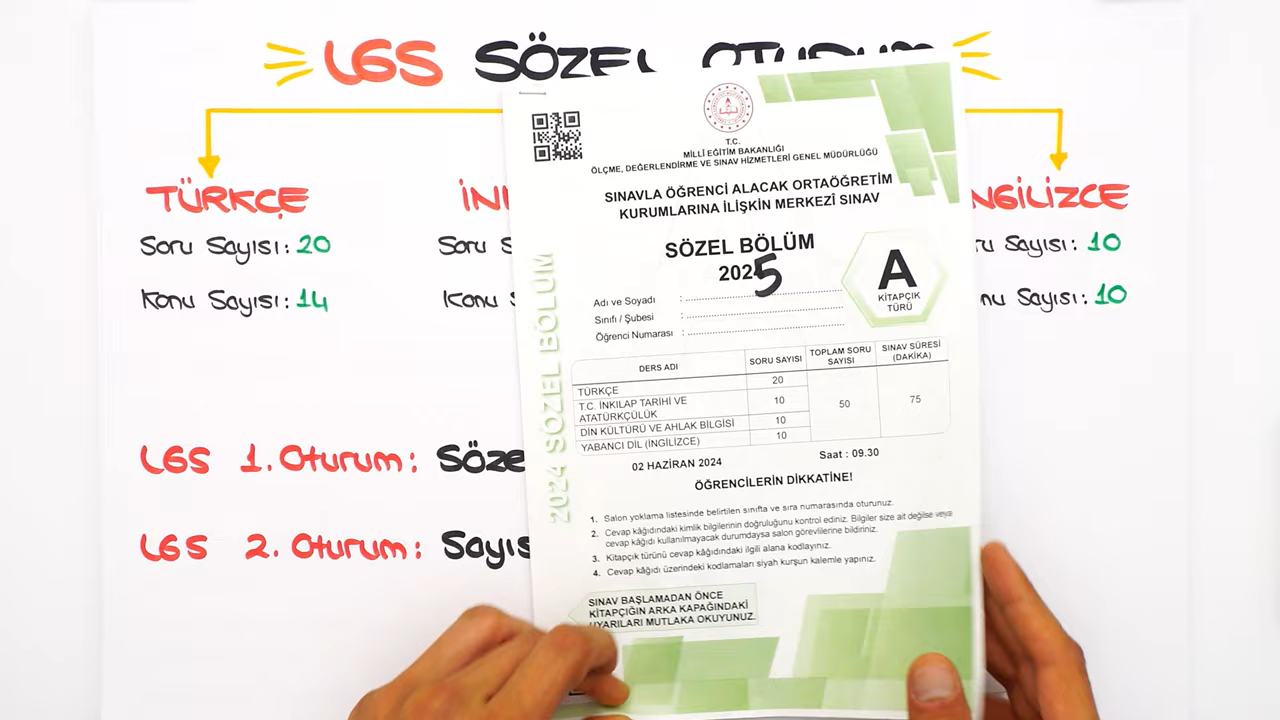 LGS SÖZEL OTURUM
TÜRKÇE
Soru Sayısı: 20
Konu Sayısı: 14
Soru
Konu
NGİLİZCE
Sayısı: 10
Sayısı: 10
LGS 1. Oturum: Söze
LGS 2. Oturum: Sayıs
T.C.
MİLLÎ EĞİTİM BAKANLIĞI
ÖLÇME, DEĞERLENDİRME VE SINAV HİZMETLERİ GENEL MÜDÜRLÜĞÜ
SINAVLA ÖĞRENCİ ALACAK ORTAÖĞRETİM
KURUMLARINA İLİŞKİN MERKEZÎ SINAV
SÖZEL BÖLÜM
2025
A
KİTAPÇIK
TÜRÜ
2024 SÖZEL BÖLÜM
Adı ve Soyadı :
Sınıfı / Şubesi :
Öğrenci Numarası :
DERS ADI SORU SAYISI TOPLAM SORU SAYISI SINAV SÜRESİ (DAKİKA)
TÜRKÇE 20
T.C. İNKILAP TARİHİ VE ATATÜRKÇÜLÜK 10 50 75
DİN KÜLTÜRÜ VE AHLAK BİLGİSİ 10
YABANCI DİL (İNGİLİZCE) 10
02 HAZİRAN 2024 Saat : 09.30
ÖĞRENCİLERİN DİKKATİNE!
1. Salon yoklama listesinde belirtilen sınıfta ve sıra numarasında oturunuz.
2. Cevap kâğıdındaki kimlik bilgilerinin doğruluğunu kontrol ediniz. Bilgiler size ait değilse veya
cevap kâğıdı kullanılmayacak durumdaysa salon görevlilerine bildiriniz.
3. Kitapçık türünü cevap kâğıdındaki ilgili alana kodlayınız.
4. Cevap kâğıdı üzerindeki kodlamaları siyah kurşun kalemle yapınız.
SINAV BAŞLAMADAN ÖNCE
KİTAPÇIĞIN ARKA KAPAĞINDAKİ
UYARILARI MUTLAKA OKUYUNUZ.